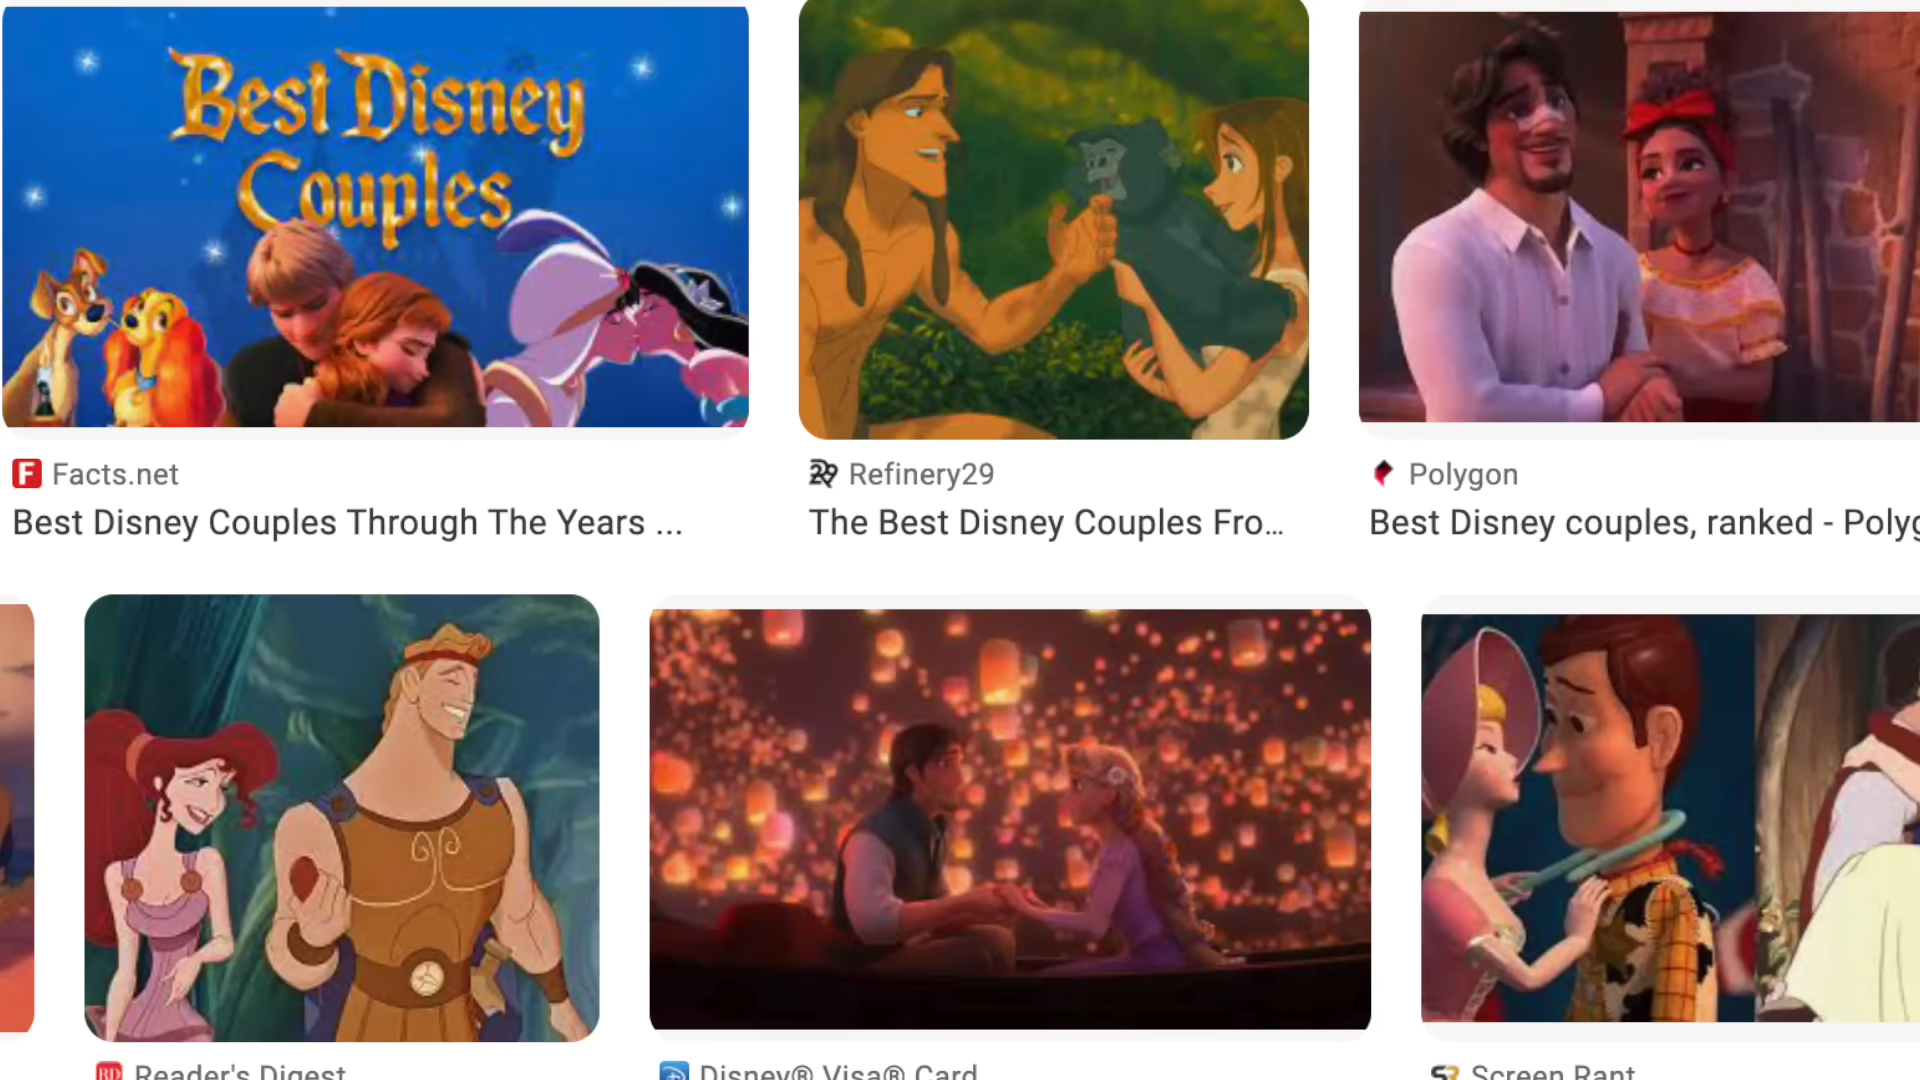 Best Disney
Couples
Facts.net
Best Disney Couples Through The Years ...
Refinery29
The Best Disney Couples Fro...
Polygon
Best Disney couples, ranked - Polyg
Reader's Digest
Disney® Visa® Card
Screen Rant